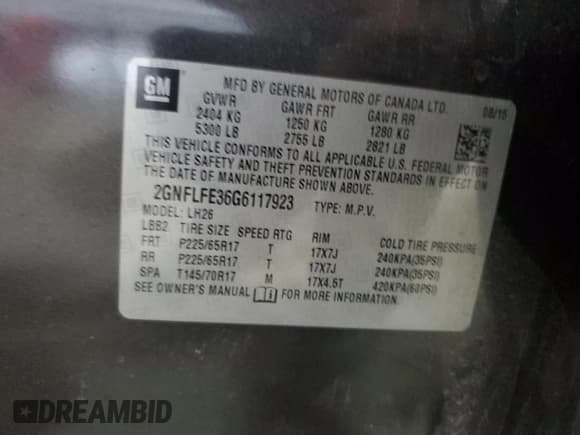 GM
MFD BY GENERAL MOTORS OF CANADA LTD.
08/15
GVWR GAWR FRT GAWR RR
2404 KG 1250 KG 1280 KG
5300 LB 2755 LB 2821 LB
THIS VEHICLE CONFORMS TO ALL APPLICABLE U.S. FEDERAL MOTOR
VEHICLE SAFETY AND THEFT PREVENTION STANDARDS IN EFFECT ON
THE DATE OF MANUFACTURE SHOWN ABOVE.
2GNFLFE36G6117923 TYPE: M.P.V.
MODEL: LH26
LBB2 TIRE SIZE SPEED RTG RIM COLD TIRE PRESSURE
FRT P225/65R17 T 17X7J 240KPA(35PSI)
RR P225/65R17 T 17X7J 240KPA(35PSI)
SPA T145/70R17 M 17X4.5T 420KPA(60PSI)
SEE OWNER'S MANUAL FOR MORE INFORMATION.
DREAMBID